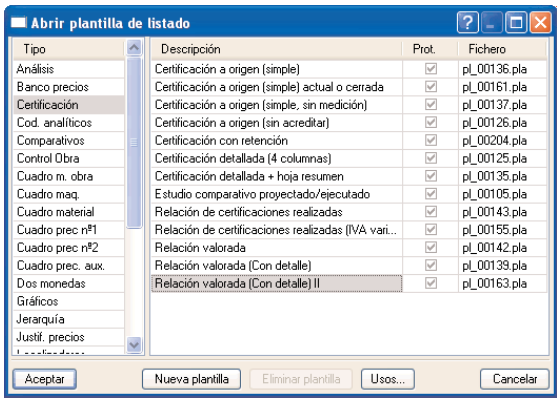 Abrir plantilla de listado
Tipo
Análisis
Banco precios
Certificación
Cod. analíticos
Comparativos
Control Obra
Cuadro m. obra
Cuadro maq.
Cuadro material
Cuadro prec nº1
Cuadro prec nº2
Cuadro prec. aux.
Dos monedas
Gráficos
Jerarquía
Justif. precios
Descripción Prot. Fichero
Certificación a origen (simple) pl_00136.pla
Certificación a origen (simple) actual o cerrada pl_00161.pla
Certificación a origen (simple, sin medición) pl_00137.pla
Certificación a origen (sin acreditar) pl_00126.pla
Certificación con retención pl_00204.pla
Certificación detallada (4 columnas) pl_00125.pla
Certificación detallada + hoja resumen pl_00135.pla
Estudio comparativo proyectado/ejecutado pl_00105.pla
Relación de certificaciones realizadas pl_00143.pla
Relación de certificaciones realizadas (IVA vari... pl_00155.pla
Relación valorada pl_00142.pla
Relación valorada (Con detalle) pl_00139.pla
Relación valorada (Con detalle) II pl_00163.pla
Aceptar Nueva plantilla Eliminar plantilla Usos... Cancelar